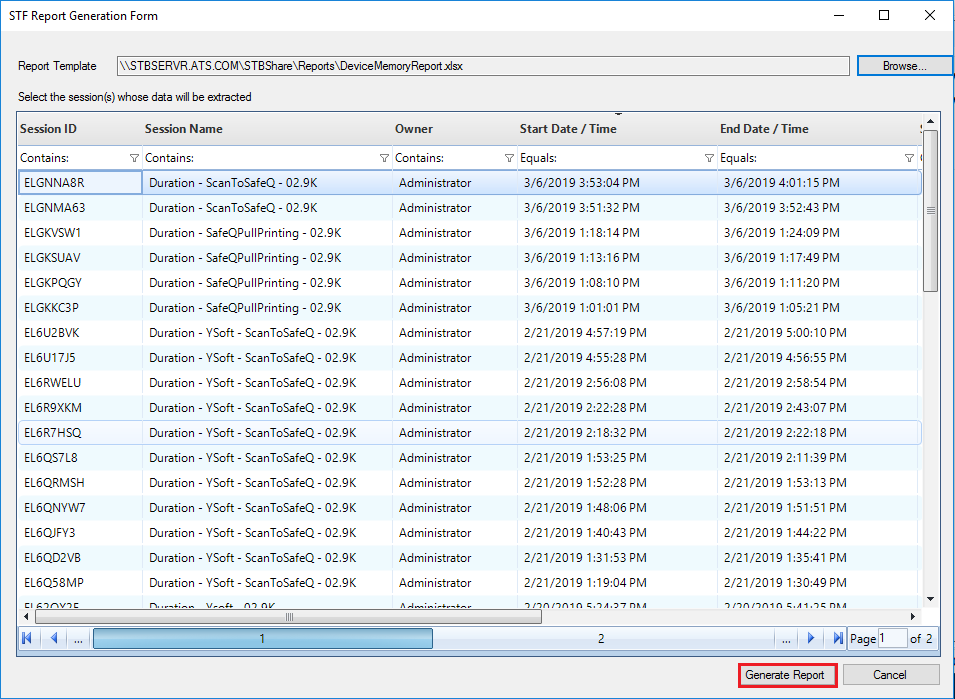 STF Report Generation Form
Report Template \\STBSERVR.ATS.COM\STBShare\Reports\DeviceMemoryReport.xlsx Browse...
Select the session(s) whose data will be extracted
Session ID Session Name Owner Start Date / Time End Date / Time
Contains: Contains: Contains: Equals: Equals:
ELGNNA8R Duration - ScanToSafeQ - 02.9K Administrator 3/6/2019 3:53:04 PM 3/6/2019 4:01:15 PM
ELGNMA63 Duration - ScanToSafeQ - 02.9K Administrator 3/6/2019 3:51:32 PM 3/6/2019 3:52:43 PM
ELGKVSW1 Duration - SafeQPullPrinting - 02.9K Administrator 3/6/2019 1:18:14 PM 3/6/2019 1:24:09 PM
ELGKSUAV Duration - SafeQPullPrinting - 02.9K Administrator 3/6/2019 1:13:16 PM 3/6/2019 1:17:49 PM
ELGKPQGY Duration - SafeQPullPrinting - 02.9K Administrator 3/6/2019 1:08:10 PM 3/6/2019 1:11:20 PM
ELGKKC3P Duration - SafeQPullPrinting - 02.9K Administrator 3/6/2019 1:01:01 PM 3/6/2019 1:05:21 PM
EL6U2BVK Duration - YSoft - ScanToSafeQ - 02.9K Administrator 2/21/2019 4:57:19 PM 2/21/2019 5:00:10 PM
EL6U17J5 Duration - YSoft - ScanToSafeQ - 02.9K Administrator 2/21/2019 4:55:28 PM 2/21/2019 4:56:55 PM
EL6RWELU Duration - YSoft - ScanToSafeQ - 02.9K Administrator 2/21/2019 2:56:08 PM 2/21/2019 2:58:54 PM
EL6R9XKM Duration - YSoft - ScanToSafeQ - 02.9K Administrator 2/21/2019 2:22:28 PM 2/21/2019 2:43:07 PM
EL6R7HSQ Duration - YSoft - ScanToSafeQ - 02.9K Administrator 2/21/2019 2:18:32 PM 2/21/2019 2:22:18 PM
EL6QS7L8 Duration - YSoft - ScanToSafeQ - 02.9K Administrator 2/21/2019 1:53:25 PM 2/21/2019 2:11:39 PM
EL6QRMSH Duration - YSoft - ScanToSafeQ - 02.9K Administrator 2/21/2019 1:52:28 PM 2/21/2019 1:53:13 PM
EL6QNYW7 Duration - YSoft - ScanToSafeQ - 02.9K Administrator 2/21/2019 1:48:06 PM 2/21/2019 1:51:51 PM
EL6QJFY3 Duration - YSoft - ScanToSafeQ - 02.9K Administrator 2/21/2019 1:40:43 PM 2/21/2019 1:44:22 PM
EL6QD2VB Duration - YSoft - ScanToSafeQ - 02.9K Administrator 2/21/2019 1:31:53 PM 2/21/2019 1:35:41 PM
EL6Q58MP Duration - YSoft - ScanToSafeQ - 02.9K Administrator 2/21/2019 1:19:04 PM 2/21/2019 1:30:49 PM
Duration - Ysoft - 02.9K Administrator 2/20/2019 5:24:37 PM 2/20/2019 5:41:25 PM
... 1 2 ... Page 1 of 2
Generate Report Cancel